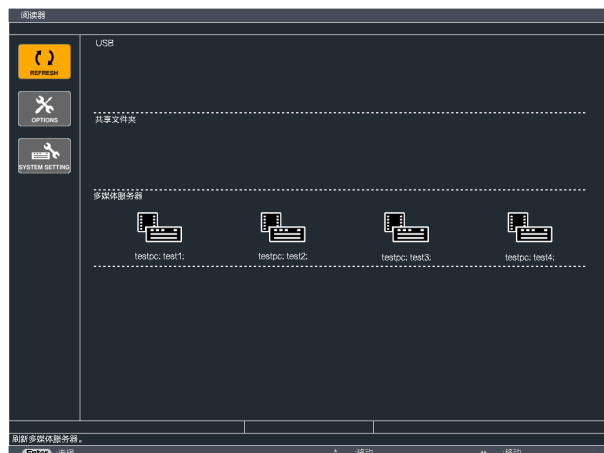 阅读器
USB
REFRESH
OPTIONS
共享文件夹
SYSTEM SETTING
多媒体服务器
testpc: test1: testpc: test2: testpc: test3: testpc: test4:
刷新多媒体服务器。
Enter :选择 :移动 :移动